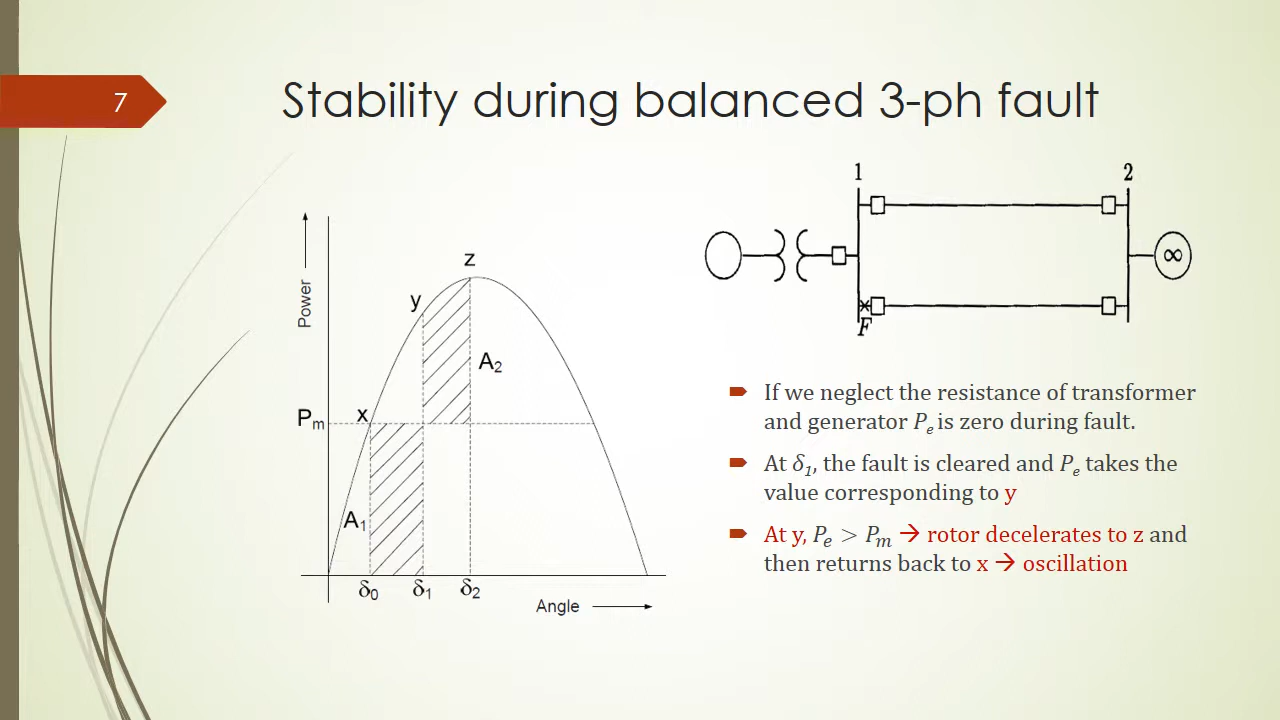 7
Stability during balanced 3-ph fault
Power
z
y
A₂
Pₘ
x
A₁
δ₀
δ₁
δ₂
Angle
1
2
∞
F
If we neglect the resistance of transformer
and generator Pₑ is zero during fault.
At δ₁, the fault is cleared and Pₑ takes the
value corresponding to y
At y, Pₑ > Pₘ → rotor decelerates to z and
then returns back to x → oscillation